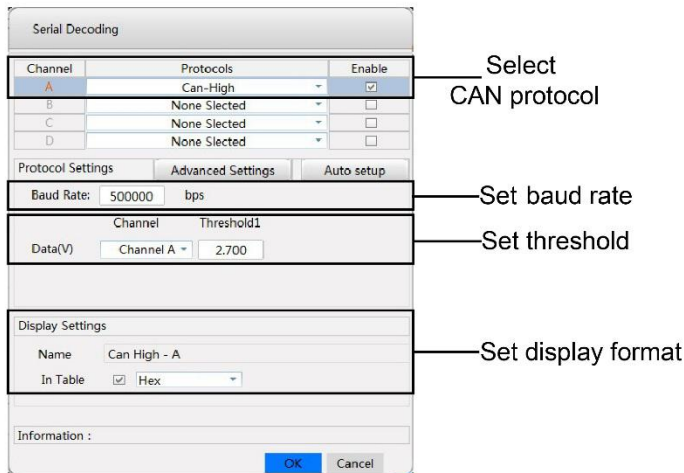 Serial Decoding
Channel Protocols Enable
A Can-High
B None Slected
C None Slected
D None Slected
Select
CAN protocol
Protocol Settings Advanced Settings Auto setup
Baud Rate: 500000 bps
Set baud rate
Channel Threshold1
Data(V) Channel A 2.700
Set threshold
Display Settings
Name Can High - A
In Table Hex
Set display format
Information :
OK Cancel